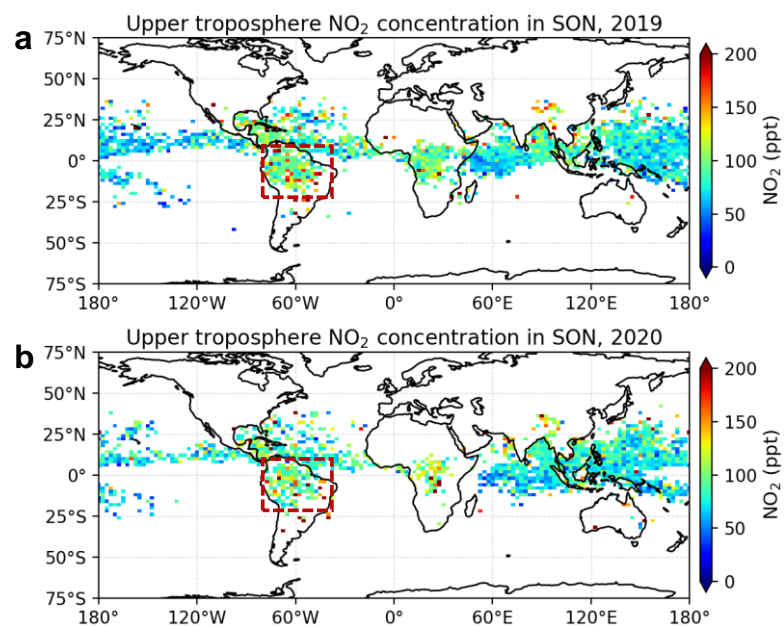 a
Upper troposphere NO₂ concentration in SON, 2019
75°N
50°N
25°N
0°
25°S
50°S
75°S
180° 120°W 60°W 0° 60°E 120°E 180°
200
150
100
50
0
NO₂ (ppt)
b
Upper troposphere NO₂ concentration in SON, 2020
75°N
50°N
25°N
0°
25°S
50°S
75°S
180° 120°W 60°W 0° 60°E 120°E 180°
200
150
100
50
0
NO₂ (ppt)